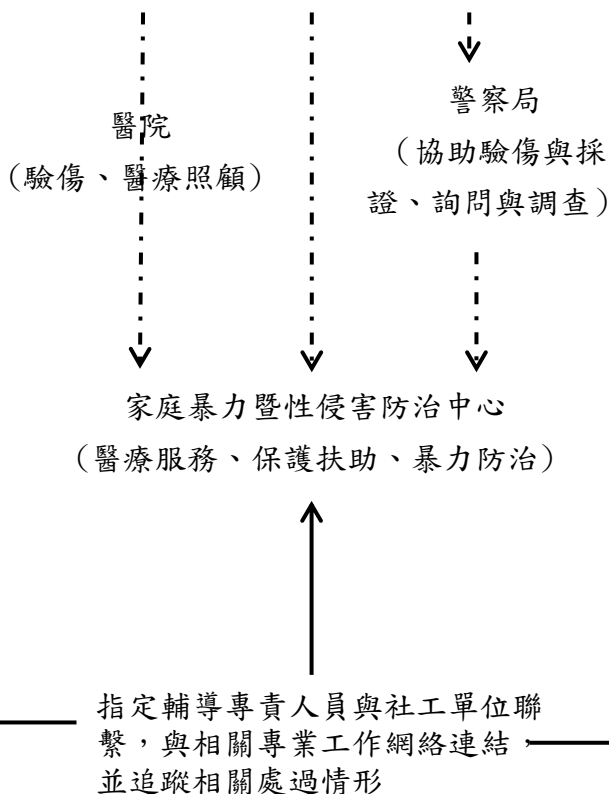 醫院
（驗傷、醫療照顧）
警察局
（協助驗傷與採
證、詢問與調查）
家庭暴力暨性侵害防治中心
（醫療服務、保護扶助、暴力防治）
指定輔導專責人員與社工單位聯
繫，與相關專業工作網絡連結，
並追蹤相關處遇情形